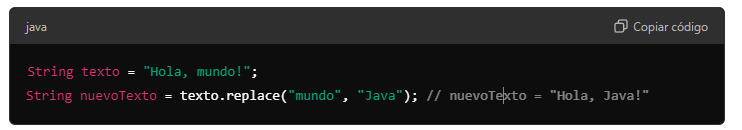 java
Copiar código
String texto = "Hola, mundo!";
String nuevoTexto = texto.replace("mundo", "Java"); // nuevoTexto = "Hola, Java!"